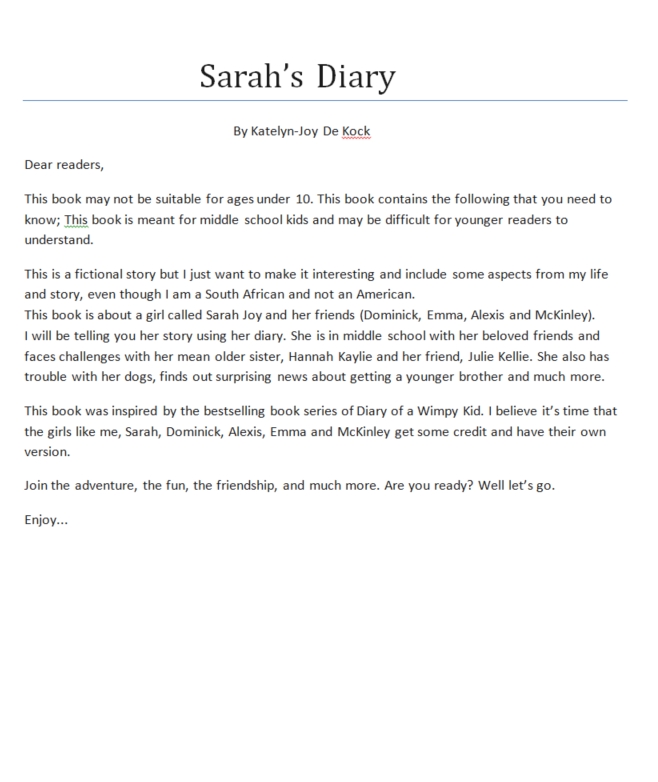 Sarah’s Diary
By Katelyn-Joy De Kock
Dear readers,
This book may not be suitable for ages under 10. This book contains the following that you need to
know; This book is meant for middle school kids and may be difficult for younger readers to
understand.
This is a fictional story but I just want to make it interesting and include some aspects from my life
and story, even though I am a South African and not an American.
This book is about a girl called Sarah Joy and her friends (Dominick, Emma, Alexis and McKinley).
I will be telling you her story using her diary. She is in middle school with her beloved friends and
faces challenges with her mean older sister, Hannah Kaylie and her friend, Julie Kellie. She also has
trouble with her dogs, finds out surprising news about getting a younger brother and much more.
This book was inspired by the bestselling book series of Diary of a Wimpy Kid. I believe it’s time that
the girls like me, Sarah, Dominick, Alexis, Emma and McKinley get some credit and have their own
version.
Join the adventure, the fun, the friendship, and much more. Are you ready? Well let’s go.
Enjoy...